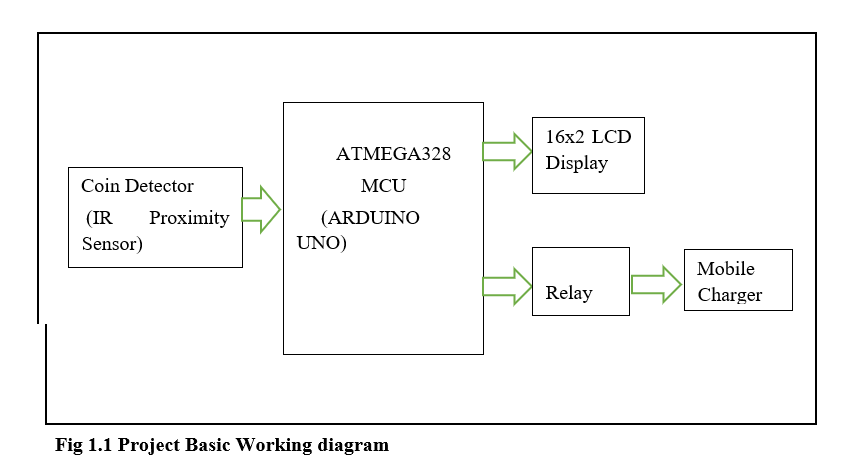 Coin Detector
(IR Proximity
Sensor)
ATMEGA328
MCU
(ARDUINO
UNO)
16x2 LCD
Display
Relay
Mobile
Charger
Fig 1.1 Project Basic Working diagram